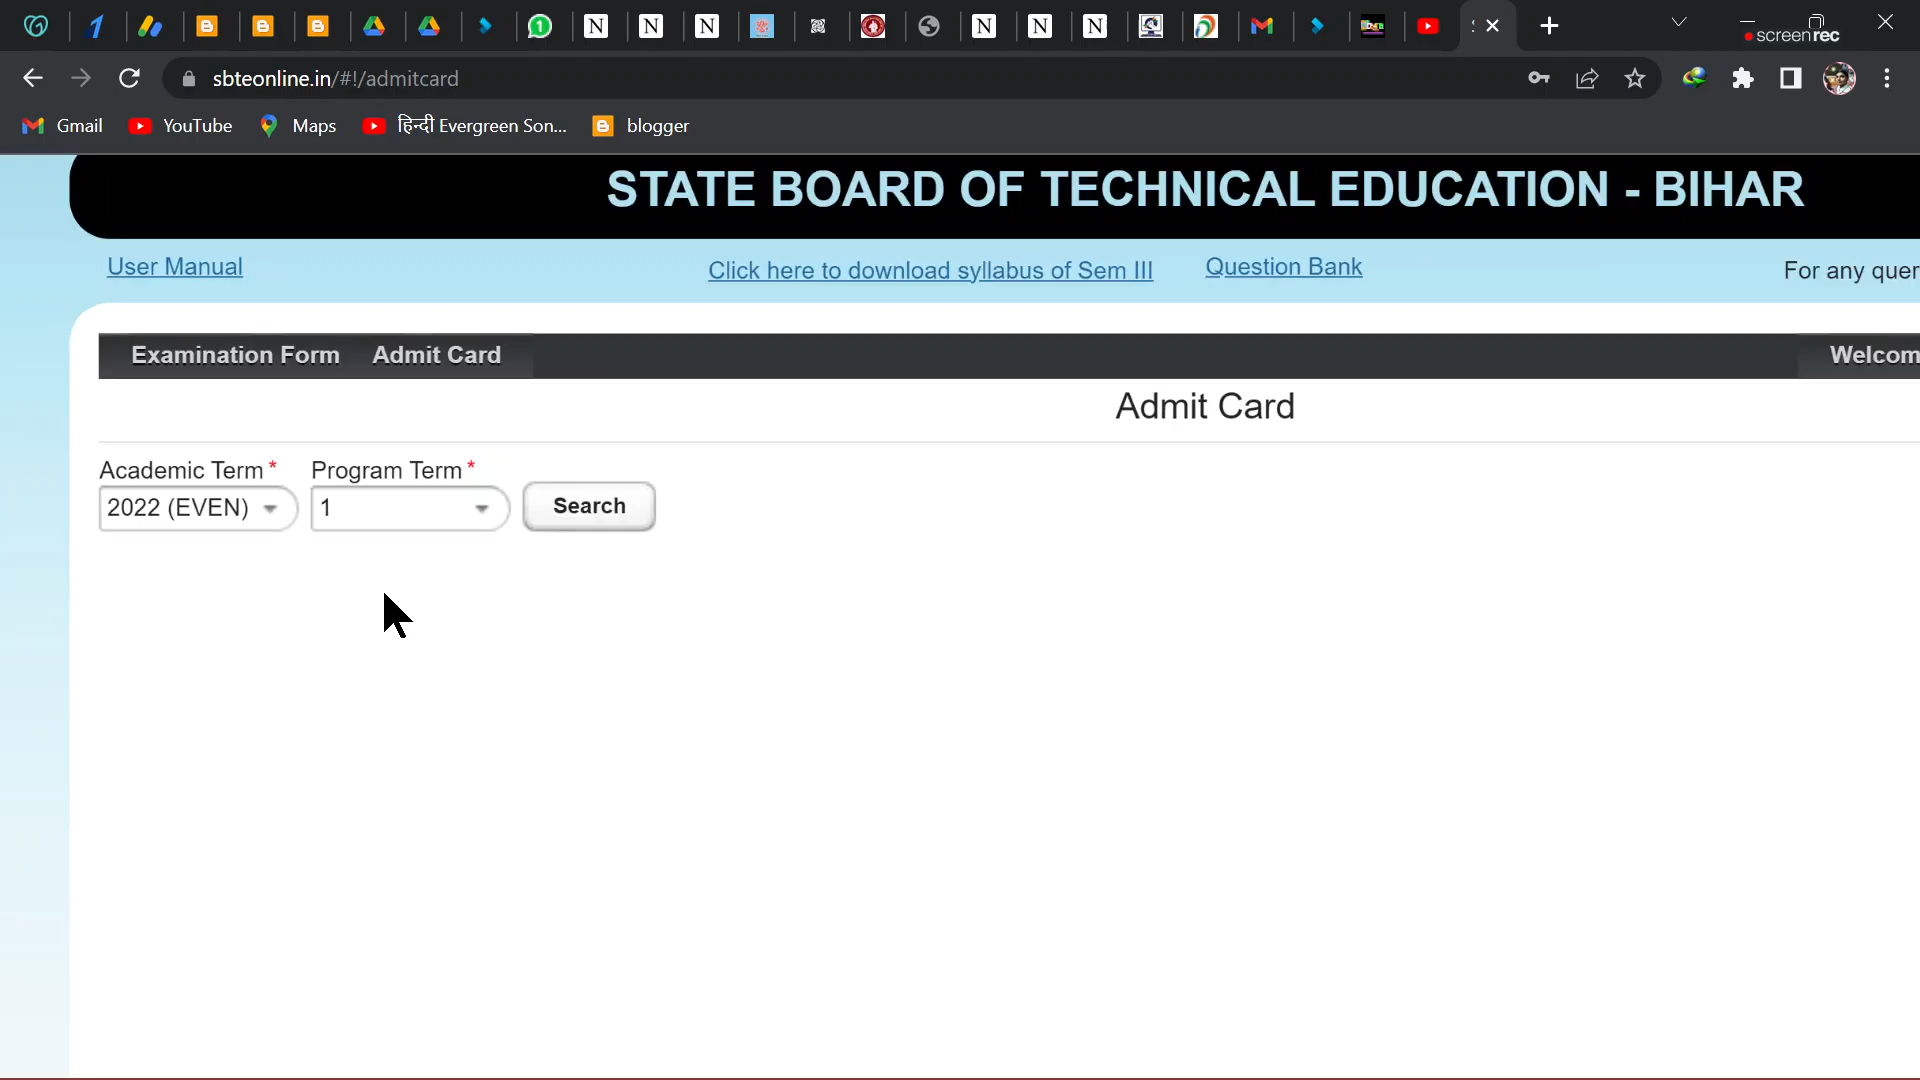 screenrec
sbteonline.in/#!/admitcard
Gmail YouTube Maps हिन्दी Evergreen Son... blogger
STATE BOARD OF TECHNICAL EDUCATION - BIHAR
User Manual Click here to download syllabus of Sem III Question Bank For any quer
Examination Form Admit Card Welcom
Admit Card
Academic Term * Program Term *
2022 (EVEN) 1 Search